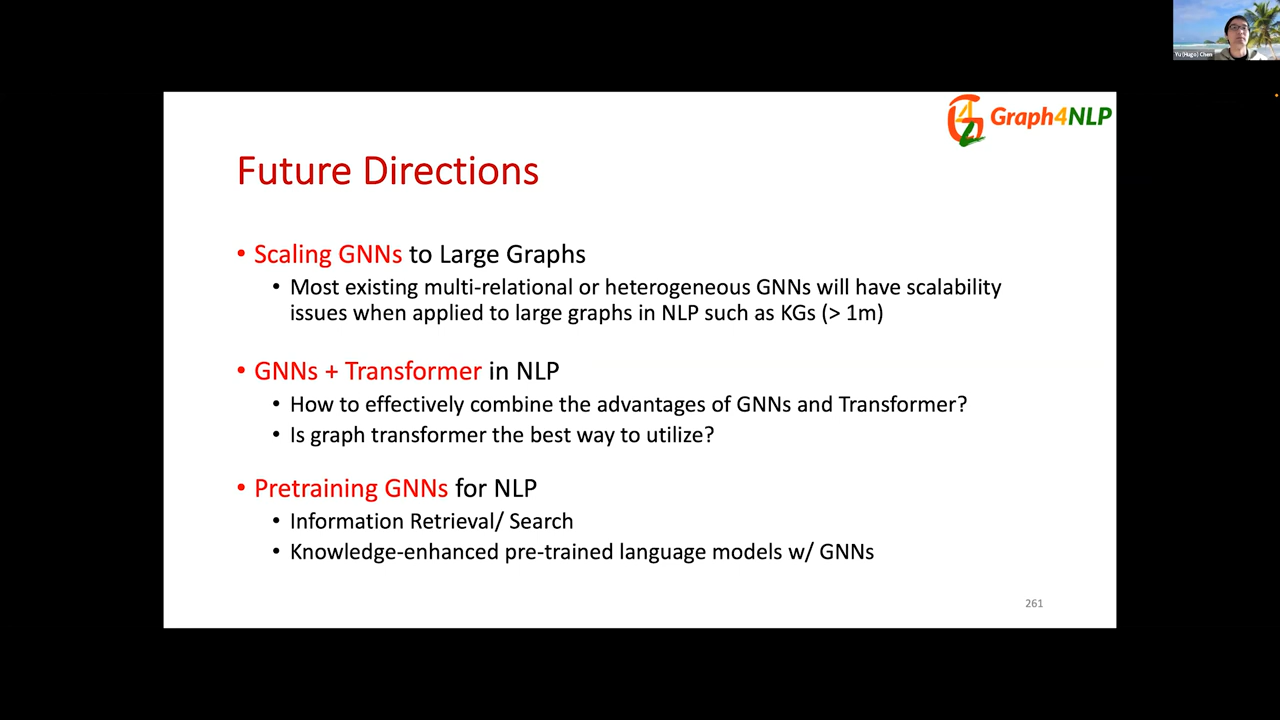 Yu (Hugo) Chen
Graph4NLP
Future Directions
• Scaling GNNs to Large Graphs
• Most existing multi-relational or heterogeneous GNNs will have scalability
issues when applied to large graphs in NLP such as KGs (> 1m)
• GNNs + Transformer in NLP
• How to effectively combine the advantages of GNNs and Transformer?
• Is graph transformer the best way to utilize?
• Pretraining GNNs for NLP
• Information Retrieval/ Search
• Knowledge-enhanced pre-trained language models w/ GNNs
261